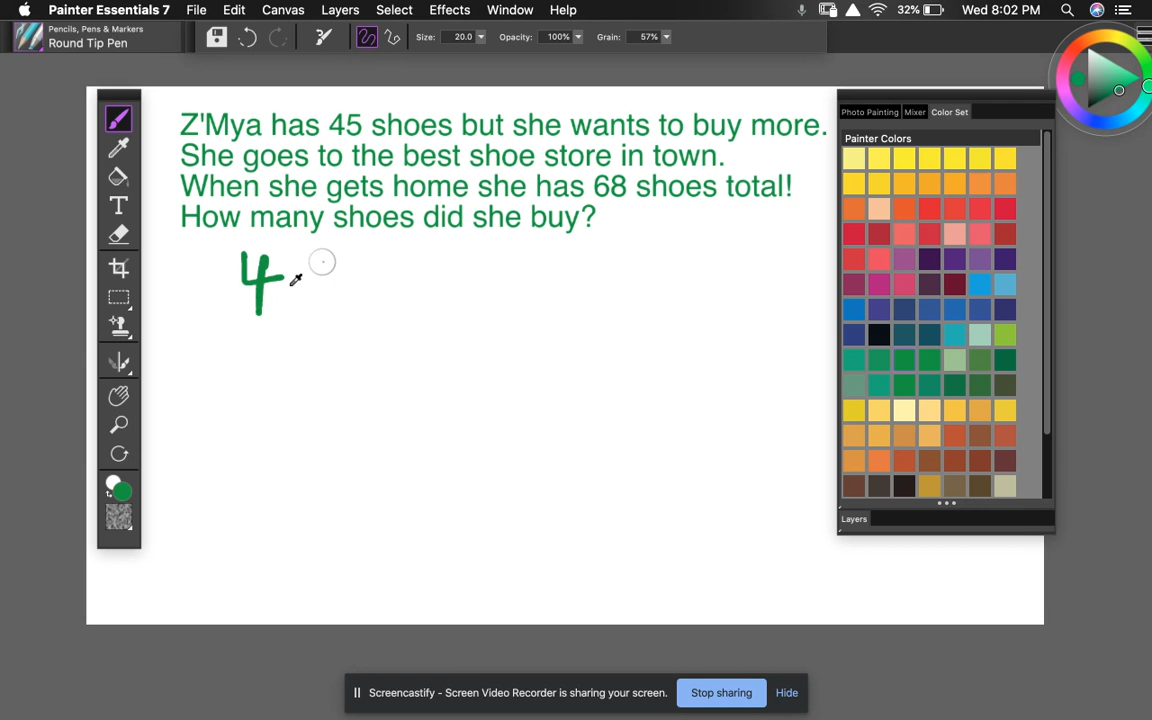 Painter Essentials 7 File Edit Canvas Layers Select Effects Window Help 32% Wed 8:02 PM
Pencils, Pens & Markers
Round Tip Pen
Size: 20.0 Opacity: 100% Grain: 57%
Photo Painting Mixer Color Set
Painter Colors
Z'Mya has 45 shoes but she wants to buy more.
She goes to the best shoe store in town.
When she gets home she has 68 shoes total!
How many shoes did she buy?
4
T
Layers
Screencastify - Screen Video Recorder is sharing your screen. Stop sharing Hide